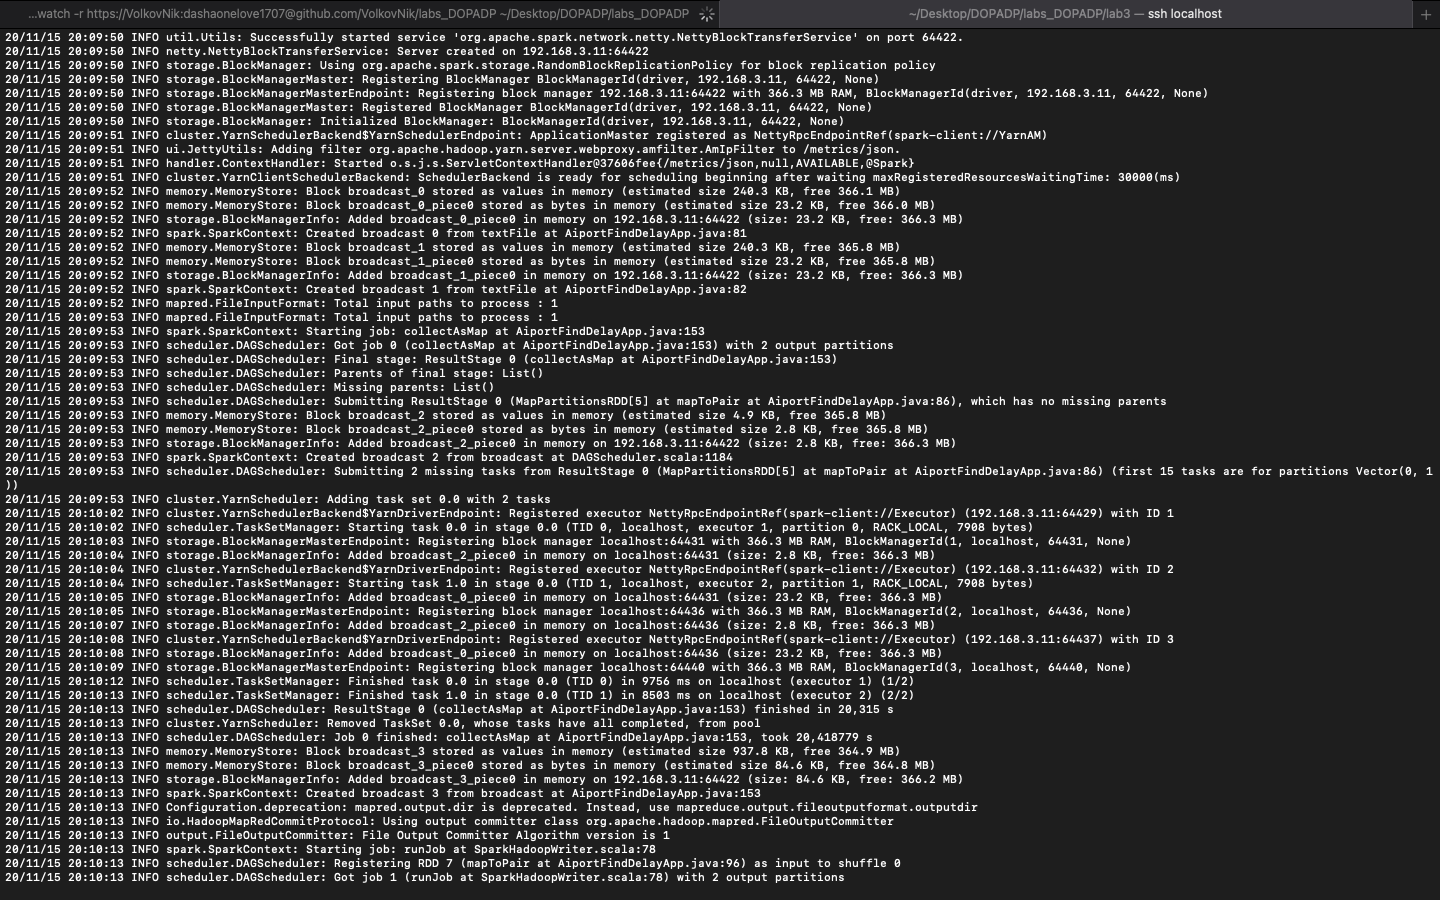 ...watch -r https://VolkovNik:dashaonelove1707@github.com/VolkovNik/labs_DOPADP ~/Desktop/DOPADP/labs_DOPADP
~/Desktop/DOPADP/labs_DOPADP/lab3 — ssh localhost
+
20/11/15 20:09:50 INFO util.Utils: Successfully started service 'org.apache.spark.network.netty.NettyBlockTransferService' on port 64422.
20/11/15 20:09:50 INFO netty.NettyBlockTransferService: Server created on 192.168.3.11:64422
20/11/15 20:09:50 INFO storage.BlockManager: Using org.apache.spark.storage.RandomBlockReplicationPolicy for block replication policy
20/11/15 20:09:50 INFO storage.BlockManagerMaster: Registering BlockManager BlockManagerId(driver, 192.168.3.11, 64422, None)
20/11/15 20:09:50 INFO storage.BlockManagerMasterEndpoint: Registering block manager 192.168.3.11:64422 with 366.3 MB RAM, BlockManagerId(driver, 192.168.3.11, 64422, None)
20/11/15 20:09:50 INFO storage.BlockManagerMaster: Registered BlockManager BlockManagerId(driver, 192.168.3.11, 64422, None)
20/11/15 20:09:50 INFO storage.BlockManager: Initialized BlockManager: BlockManagerId(driver, 192.168.3.11, 64422, None)
20/11/15 20:09:51 INFO cluster.YarnSchedulerBackend$YarnSchedulerEndpoint: ApplicationMaster registered as NettyRpcEndpointRef(spark-client://YarnAM)
20/11/15 20:09:51 INFO ui.JettyUtils: Adding filter org.apache.hadoop.yarn.server.webproxy.amfilter.AmIpFilter to /metrics/json.
20/11/15 20:09:51 INFO handler.ContextHandler: Started o.s.j.s.ServletContextHandler@37606fee{/metrics/json,null,AVAILABLE,@Spark}
20/11/15 20:09:51 INFO cluster.YarnClientSchedulerBackend: SchedulerBackend is ready for scheduling beginning after waiting maxRegisteredResourcesWaitingTime: 30000(ms)
20/11/15 20:09:52 INFO memory.MemoryStore: Block broadcast_0 stored as values in memory (estimated size 240.3 KB, free 366.1 MB)
20/11/15 20:09:52 INFO memory.MemoryStore: Block broadcast_0_piece0 stored as bytes in memory (estimated size 23.2 KB, free 366.0 MB)
20/11/15 20:09:52 INFO storage.BlockManagerInfo: Added broadcast_0_piece0 in memory on 192.168.3.11:64422 (size: 23.2 KB, free: 366.3 MB)
20/11/15 20:09:52 INFO spark.SparkContext: Created broadcast 0 from textFile at AiportFindDelayApp.java:81
20/11/15 20:09:52 INFO memory.MemoryStore: Block broadcast_1 stored as values in memory (estimated size 240.3 KB, free 365.8 MB)
20/11/15 20:09:52 INFO memory.MemoryStore: Block broadcast_1_piece0 stored as bytes in memory (estimated size 23.2 KB, free 365.8 MB)
20/11/15 20:09:52 INFO storage.BlockManagerInfo: Added broadcast_1_piece0 in memory on 192.168.3.11:64422 (size: 23.2 KB, free: 366.3 MB)
20/11/15 20:09:52 INFO spark.SparkContext: Created broadcast 1 from textFile at AiportFindDelayApp.java:82
20/11/15 20:09:52 INFO mapred.FileInputFormat: Total input paths to process : 1
20/11/15 20:09:53 INFO mapred.FileInputFormat: Total input paths to process : 1
20/11/15 20:09:53 INFO spark.SparkContext: Starting job: collectAsMap at AiportFindDelayApp.java:153
20/11/15 20:09:53 INFO scheduler.DAGScheduler: Got job 0 (collectAsMap at AiportFindDelayApp.java:153) with 2 output partitions
20/11/15 20:09:53 INFO scheduler.DAGScheduler: Final stage: ResultStage 0 (collectAsMap at AiportFindDelayApp.java:153)
20/11/15 20:09:53 INFO scheduler.DAGScheduler: Parents of final stage: List()
20/11/15 20:09:53 INFO scheduler.DAGScheduler: Missing parents: List()
20/11/15 20:09:53 INFO scheduler.DAGScheduler: Submitting ResultStage 0 (MapPartitionsRDD[5] at mapToPair at AiportFindDelayApp.java:86), which has no missing parents
20/11/15 20:09:53 INFO memory.MemoryStore: Block broadcast_2 stored as values in memory (estimated size 4.9 KB, free 365.8 MB)
20/11/15 20:09:53 INFO memory.MemoryStore: Block broadcast_2_piece0 stored as bytes in memory (estimated size 2.8 KB, free 365.8 MB)
20/11/15 20:09:53 INFO storage.BlockManagerInfo: Added broadcast_2_piece0 in memory on 192.168.3.11:64422 (size: 2.8 KB, free: 366.3 MB)
20/11/15 20:09:53 INFO spark.SparkContext: Created broadcast 2 from broadcast at DAGScheduler.scala:1184
20/11/15 20:09:53 INFO scheduler.DAGScheduler: Submitting 2 missing tasks from ResultStage 0 (MapPartitionsRDD[5] at mapToPair at AiportFindDelayApp.java:86) (first 15 tasks are for partitions Vector(0, 1
))
20/11/15 20:09:53 INFO cluster.YarnScheduler: Adding task set 0.0 with 2 tasks
20/11/15 20:10:02 INFO cluster.YarnSchedulerBackend$YarnDriverEndpoint: Registered executor NettyRpcEndpointRef(spark-client://Executor) (192.168.3.11:64429) with ID 1
20/11/15 20:10:02 INFO scheduler.TaskSetManager: Starting task 0.0 in stage 0.0 (TID 0, localhost, executor 1, partition 0, RACK_LOCAL, 7908 bytes)
20/11/15 20:10:03 INFO storage.BlockManagerMasterEndpoint: Registering block manager localhost:64431 with 366.3 MB RAM, BlockManagerId(1, localhost, 64431, None)
20/11/15 20:10:04 INFO storage.BlockManagerInfo: Added broadcast_2_piece0 in memory on localhost:64431 (size: 2.8 KB, free: 366.3 MB)
20/11/15 20:10:04 INFO cluster.YarnSchedulerBackend$YarnDriverEndpoint: Registered executor NettyRpcEndpointRef(spark-client://Executor) (192.168.3.11:64432) with ID 2
20/11/15 20:10:04 INFO scheduler.TaskSetManager: Starting task 1.0 in stage 0.0 (TID 1, localhost, executor 2, partition 1, RACK_LOCAL, 7908 bytes)
20/11/15 20:10:05 INFO storage.BlockManagerInfo: Added broadcast_0_piece0 in memory on localhost:64431 (size: 23.2 KB, free: 366.3 MB)
20/11/15 20:10:05 INFO storage.BlockManagerMasterEndpoint: Registering block manager localhost:64436 with 366.3 MB RAM, BlockManagerId(2, localhost, 64436, None)
20/11/15 20:10:07 INFO storage.BlockManagerInfo: Added broadcast_2_piece0 in memory on localhost:64436 (size: 2.8 KB, free: 366.3 MB)
20/11/15 20:10:08 INFO cluster.YarnSchedulerBackend$YarnDriverEndpoint: Registered executor NettyRpcEndpointRef(spark-client://Executor) (192.168.3.11:64437) with ID 3
20/11/15 20:10:08 INFO storage.BlockManagerInfo: Added broadcast_0_piece0 in memory on localhost:64436 (size: 23.2 KB, free: 366.3 MB)
20/11/15 20:10:09 INFO storage.BlockManagerMasterEndpoint: Registering block manager localhost:64440 with 366.3 MB RAM, BlockManagerId(3, localhost, 64440, None)
20/11/15 20:10:12 INFO scheduler.TaskSetManager: Finished task 0.0 in stage 0.0 (TID 0) in 9756 ms on localhost (executor 1) (1/2)
20/11/15 20:10:13 INFO scheduler.TaskSetManager: Finished task 1.0 in stage 0.0 (TID 1) in 8503 ms on localhost (executor 2) (2/2)
20/11/15 20:10:13 INFO scheduler.DAGScheduler: ResultStage 0 (collectAsMap at AiportFindDelayApp.java:153) finished in 20,315 s
20/11/15 20:10:13 INFO cluster.YarnScheduler: Removed TaskSet 0.0, whose tasks have all completed, from pool
20/11/15 20:10:13 INFO scheduler.DAGScheduler: Job 0 finished: collectAsMap at AiportFindDelayApp.java:153, took 20,418779 s
20/11/15 20:10:13 INFO memory.MemoryStore: Block broadcast_3 stored as values in memory (estimated size 937.8 KB, free 364.9 MB)
20/11/15 20:10:13 INFO memory.MemoryStore: Block broadcast_3_piece0 stored as bytes in memory (estimated size 84.6 KB, free 364.8 MB)
20/11/15 20:10:13 INFO storage.BlockManagerInfo: Added broadcast_3_piece0 in memory on 192.168.3.11:64422 (size: 84.6 KB, free: 366.2 MB)
20/11/15 20:10:13 INFO spark.SparkContext: Created broadcast 3 from broadcast at AiportFindDelayApp.java:153
20/11/15 20:10:13 INFO Configuration.deprecation: mapred.output.dir is deprecated. Instead, use mapreduce.output.fileoutputformat.outputdir
20/11/15 20:10:13 INFO io.HadoopMapRedCommitProtocol: Using output committer class org.apache.hadoop.mapred.FileOutputCommitter
20/11/15 20:10:13 INFO output.FileOutputCommitter: File Output Committer Algorithm version is 1
20/11/15 20:10:13 INFO spark.SparkContext: Starting job: runJob at SparkHadoopWriter.scala:78
20/11/15 20:10:13 INFO scheduler.DAGScheduler: Registering RDD 7 (mapToPair at AiportFindDelayApp.java:96) as input to shuffle 0
20/11/15 20:10:13 INFO scheduler.DAGScheduler: Got job 1 (runJob at SparkHadoopWriter.scala:78) with 2 output partitions